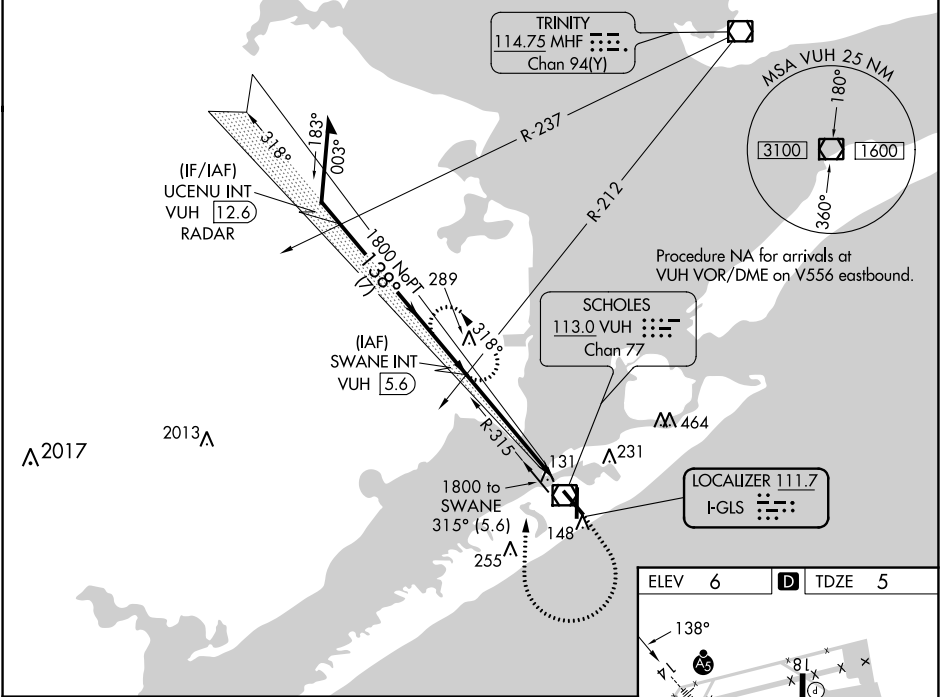 TRINITY
114.75 MHF
Chan 94(Y)
MSA VUH 25 NM
180°
3100
1600
360°
R-237
R-212
318°
183°
003°
(IF/IAF)
UCENU INT
VUH 12.6
RADAR
1800 NoPT
138°
(7)
289
318°
Procedure NA for arrivals at
VUH VOR/DME on V556 eastbound.
SCHOLES
113.0 VUH
Chan 77
(IAF)
SWANE INT
VUH 5.6
R-315
2017
2013
464
231
131
1800 to
SWANE
315° (5.6)
148
255
LOCALIZER 111.7
I-GLS
ELEV 6 D TDZE 5
138°
A5
14
18
P